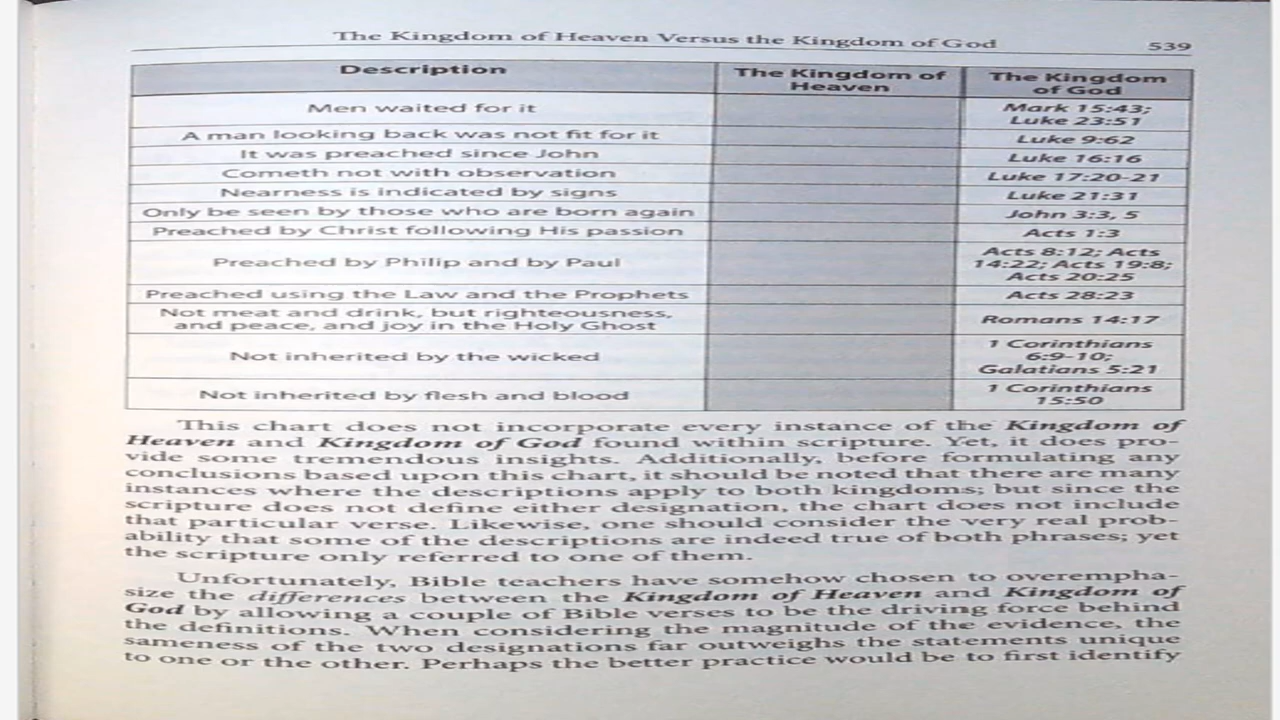 The Kingdom of Heaven Versus the Kingdom of God 539
Description The Kingdom of Heaven The Kingdom of God
Men waited for it Mark 15:43; Luke 23:51
A man looking back was not fit for it Luke 9:62
It was preached since John Luke 16:16
Cometh not with observation Luke 17:20-21
Nearness is indicated by signs Luke 21:31
Only be seen by those who are born again John 3:3, 5
Preached by Christ following His passion Acts 1:3
Preached by Philip and by Paul Acts 8:12; Acts 14:22; Acts 19:8; Acts 20:25
Preached using the Law and the Prophets Acts 28:23
Not meat and drink, but righteousness, and peace, and joy in the Holy Ghost Romans 14:17
Not inherited by the wicked 1 Corinthians 6:9-10; Galatians 5:21
Not inherited by flesh and blood 1 Corinthians 15:50
This chart does not incorporate every instance of the Kingdom of
Heaven and Kingdom of God found within scripture. Yet, it does pro-
vide some tremendous insights. Additionally, before formulating any
conclusions based upon this chart, it should be noted that there are many
instances where the descriptions apply to both kingdoms; but since the
scripture does not define either designation, the chart does not include
that particular verse. Likewise, one should consider the very real prob-
ability that some of the descriptions are indeed true of both phrases; yet
the scripture only referred to one of them.
Unfortunately, Bible teachers have somehow chosen to overempha-
size the differences between the Kingdom of Heaven and Kingdom of
God by allowing a couple of Bible verses to be the driving force behind
the definitions. When considering the magnitude of the evidence, the
sameness of the two designations far outweighs the statements unique
to one or the other. Perhaps the better practice would be to first identify